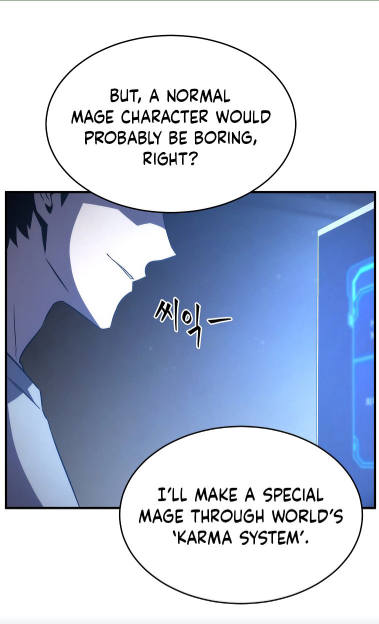 BUT, A NORMAL
MAGE CHARACTER WOULD
PROBABLY BE BORING,
RIGHT?
씨익-
I'LL MAKE A SPECIAL
MAGE THROUGH WORLD'S
'KARMA SYSTEM'.